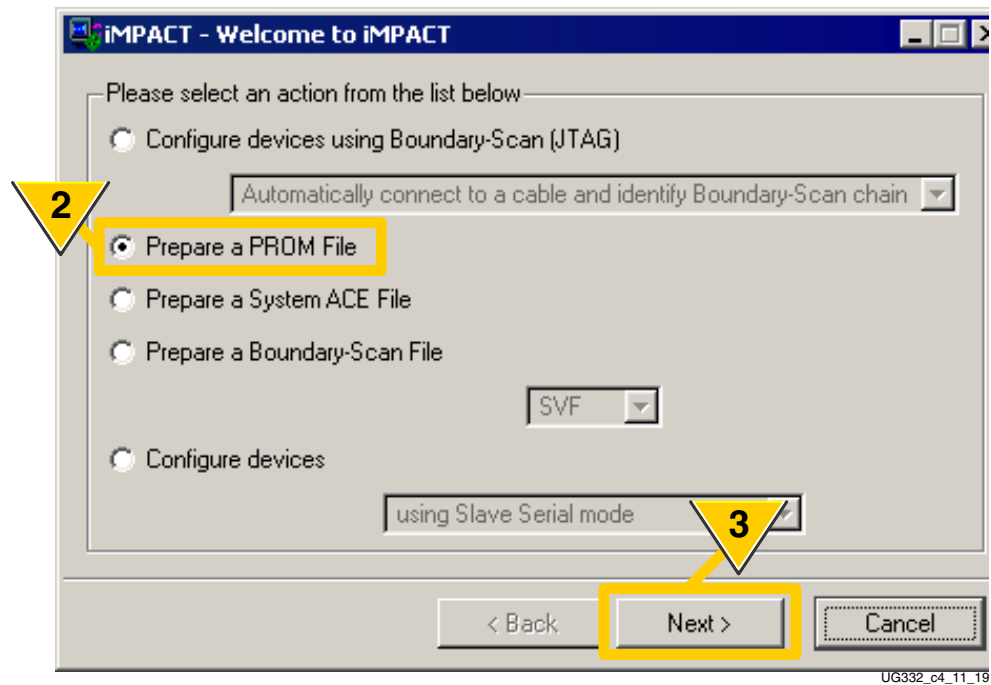 iMPACT - Welcome to iMPACT
Please select an action from the list below
Configure devices using Boundary-Scan (JTAG)
Automatically connect to a cable and identify Boundary-Scan chain
2
Prepare a PROM File
Prepare a System ACE File
Prepare a Boundary-Scan File
SVF
Configure devices
using Slave Serial mode
3
< Back
Next >
Cancel
UG332_c4_11_19